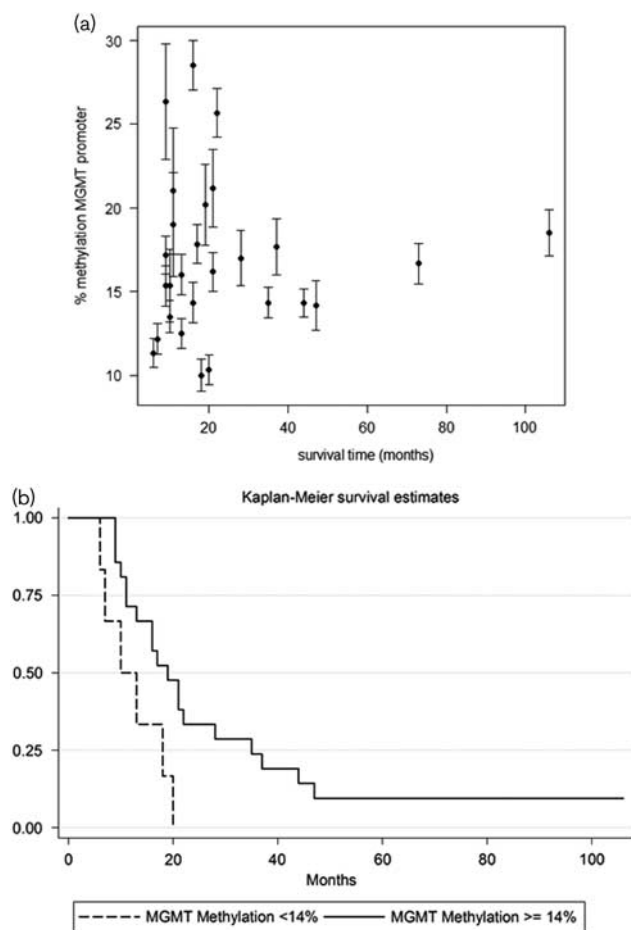 (a)
30
25
20
15
10
% methylation MGMT promoter
20 40 60 80 100
survival time (months)
(b)
Kaplan-Meier survival estimates
1.00
0.75
0.50
0.25
0.00
0 20 40 60 80 100
Months
MGMT Methylation <14% MGMT Methylation >= 14%